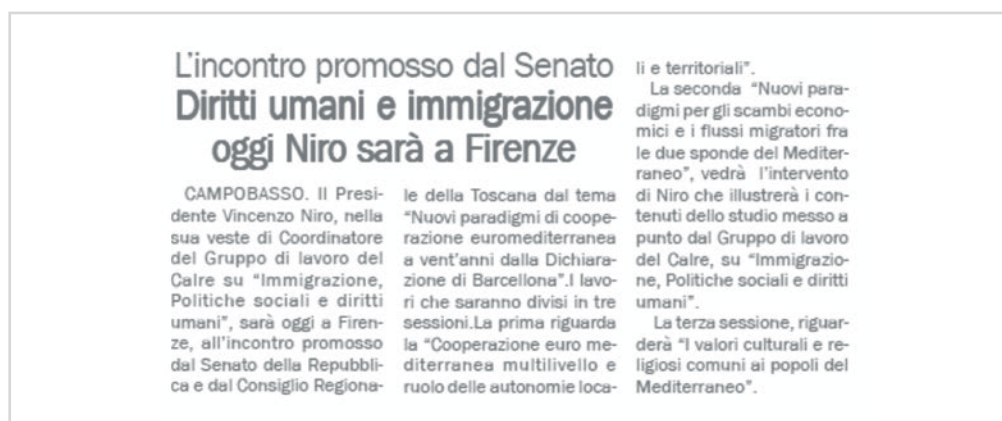 L'incontro promosso dal Senato
Diritti umani e immigrazione
oggi Niro sarà a Firenze
CAMPOBASSO. Il Presi-
dente Vincenzo Niro, nella
sua veste di Coordinatore
del Gruppo di lavoro del
Calre su “Immigrazione,
Politiche sociali e diritti
umani”, sarà oggi a Firen-
ze, all'incontro promosso
dal Senato della Repubbli-
ca e dal Consiglio Regiona-
le della Toscana dal tema
“Nuovi paradigmi di coope-
razione euromediterranea
a vent'anni dalla Dichiara-
zione di Barcellona”.I lavo-
ri che saranno divisi in tre
sessioni.La prima riguarda
la “Cooperazione euro me-
diterranea multilivello e
ruolo delle autonomie loca-
li e territoriali”.
La seconda “Nuovi para-
digmi per gli scambi econo-
mici e i flussi migratori fra
le due sponde del Mediter-
raneo”, vedrà l'intervento
di Niro che illustrerà i con-
tenuti dello studio messo a
punto dal Gruppo di lavoro
del Calre, su “Immigrazio-
ne, Politiche sociali e diritti
umani”.
La terza sessione, riguar-
derà “I valori culturali e re-
ligiosi comuni ai popoli del
Mediterraneo”.